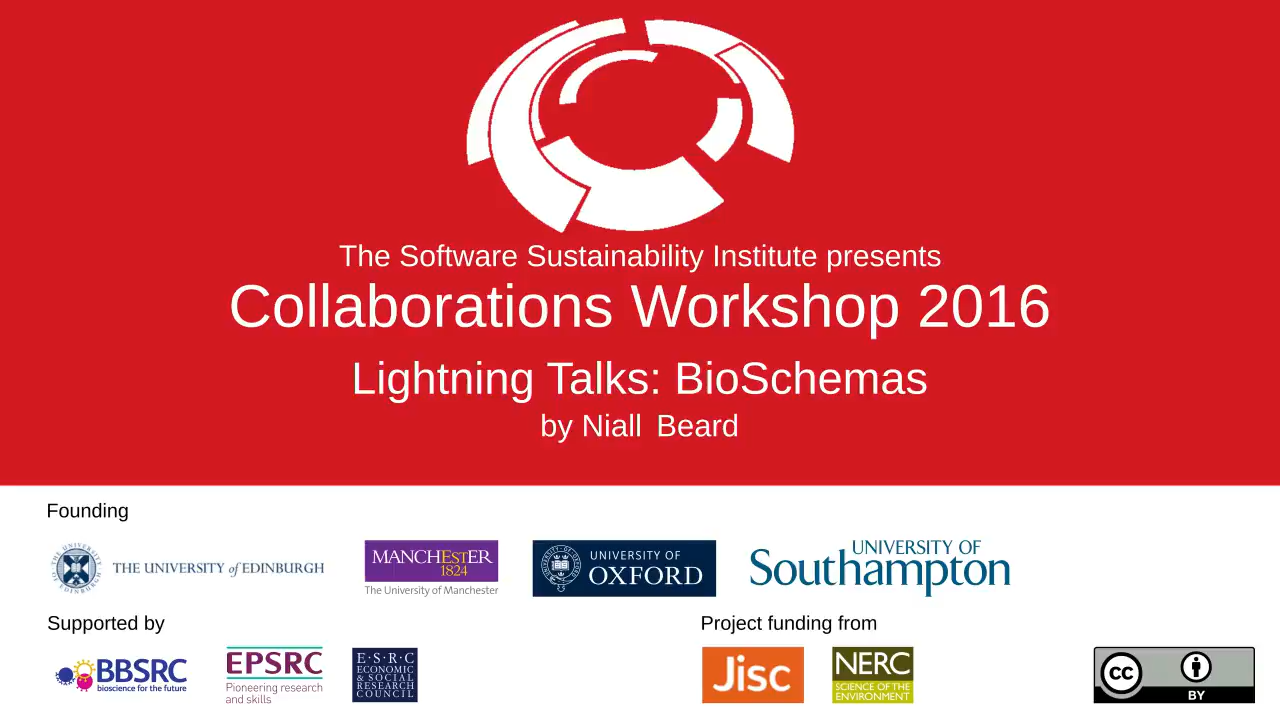 The Software Sustainability Institute presents
Collaborations Workshop 2016
Lightning Talks: BioSchemas
by Niall Beard
Founding
THE UNIVERSITY of EDINBURGH
MANCHESTER
1824
The University of Manchester
UNIVERSITY OF
OXFORD
UNIVERSITY OF
Southampton
Supported by
Project funding from
BBSRC
bioscience for the future
EPSRC
Pioneering research
and skills
E·S·R·C
ECONOMIC
& SOCIAL
RESEARCH
COUNCIL
Jisc
NERC
SCIENCE OF THE
ENVIRONMENT
cc
BY